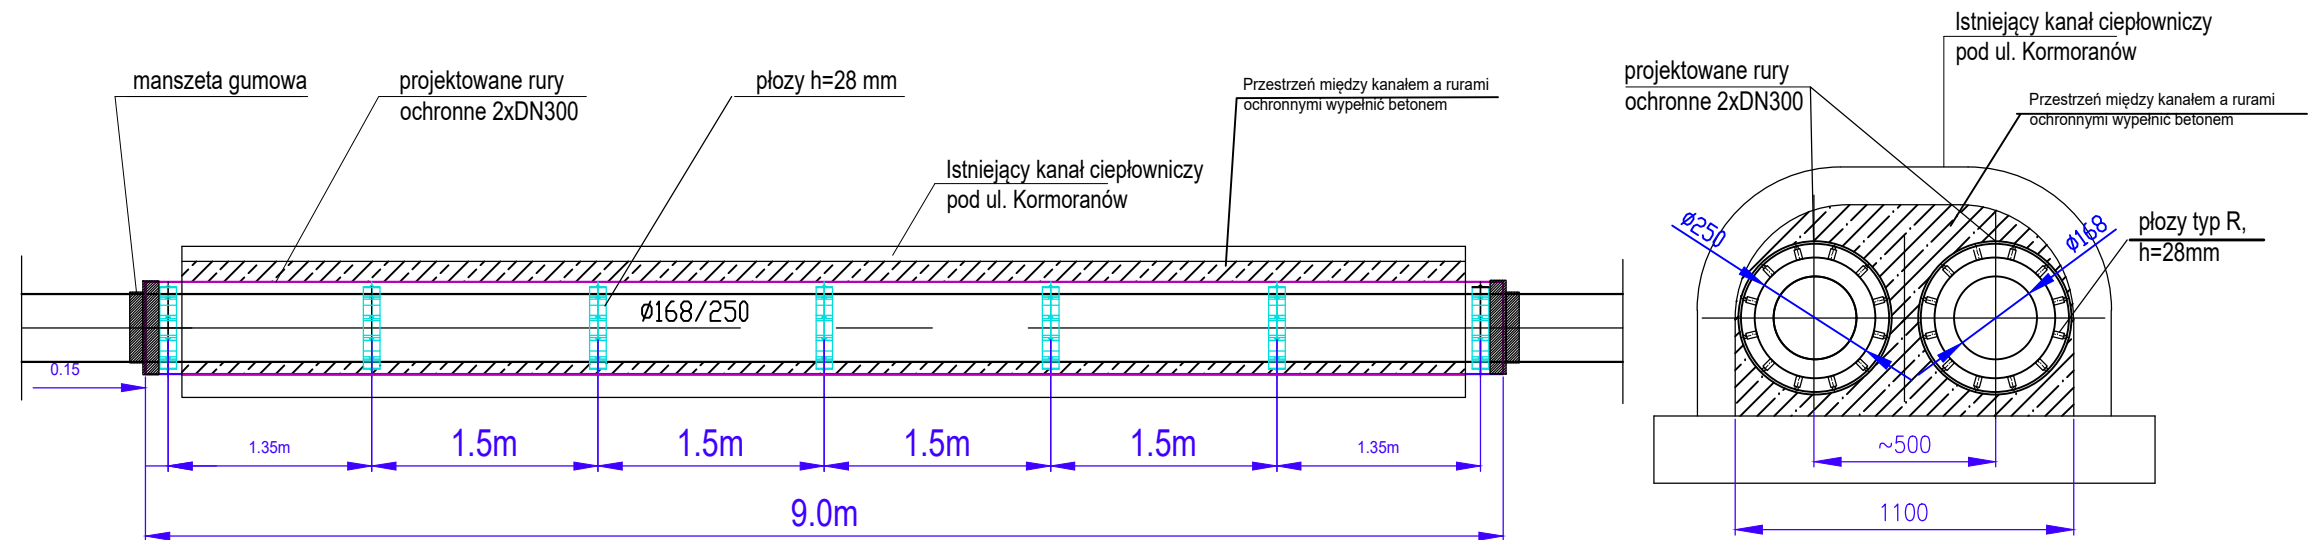 manszeta gumowa
projektowane rury
ochronne 2xDN300
płozy h=28 mm
Przestrzeń między kanałem a rurami
ochronnymi wypełnić betonem
Istniejący kanał ciepłowniczy
pod ul. Kormoranów
Ø168/250
0.15
1.35m
1.5m
1.5m
1.5m
1.5m
1.35m
9.0m
Istniejący kanał ciepłowniczy
pod ul. Kormoranów
projektowane rury
ochronne 2xDN300
Przestrzeń między kanałem a rurami
ochronnymi wypełnić betonem
Ø250
Ø168
płozy typ R,
h=28mm
~500
1100